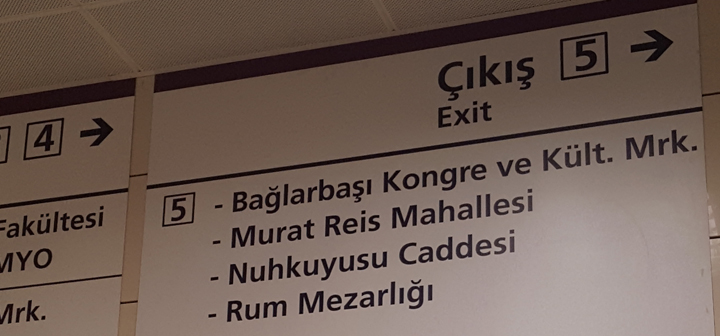 4 →
Fakültesi
MYO
Mrk.
Çıkış 5 →
Exit
5 - Bağlarbaşı Kongre ve Kült. Mrk.
- Murat Reis Mahallesi
- Nuhkuyusu Caddesi
- Rum Mezarlığı